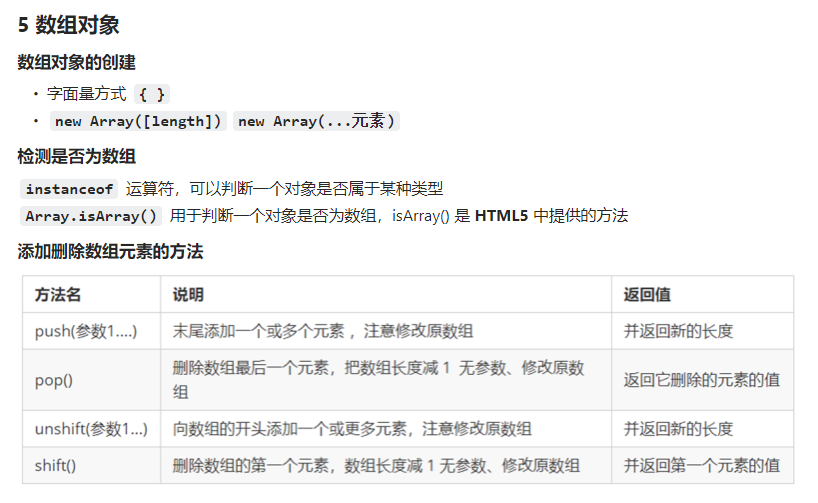 5 数组对象
数组对象的创建
• 字面量方式 { }
• new Array([length]) new Array(...元素)
检测是否为数组
instanceof 运算符，可以判断一个对象是否属于某种类型
Array.isArray() 用于判断一个对象是否为数组，isArray() 是 HTML5 中提供的方法
添加删除数组元素的方法
方法名 说明 返回值
push(参数1....) 末尾添加一个或多个元素 ，注意修改原数组 并返回新的长度
pop() 删除数组最后一个元素，把数组长度减 1 无参数、修改原数
组 返回它删除的元素的值
unshift(参数1...) 向数组的开头添加一个或更多元素，注意修改原数组 并返回新的长度
shift() 删除数组的第一个元素，数组长度减 1 无参数、修改原数组 并返回第一个元素的值